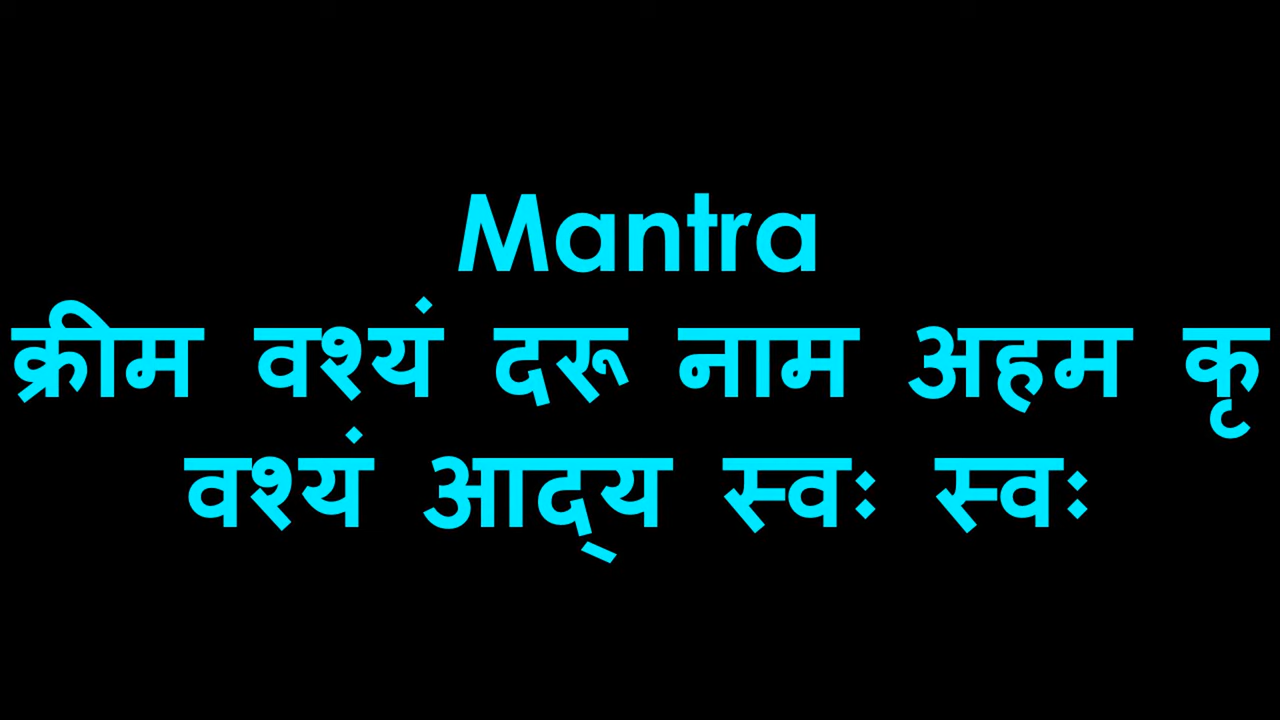 Mantra
क्रीम वश्यं दरू नाम अहम कृ
वश्यं आद्‌य स्वः स्वः